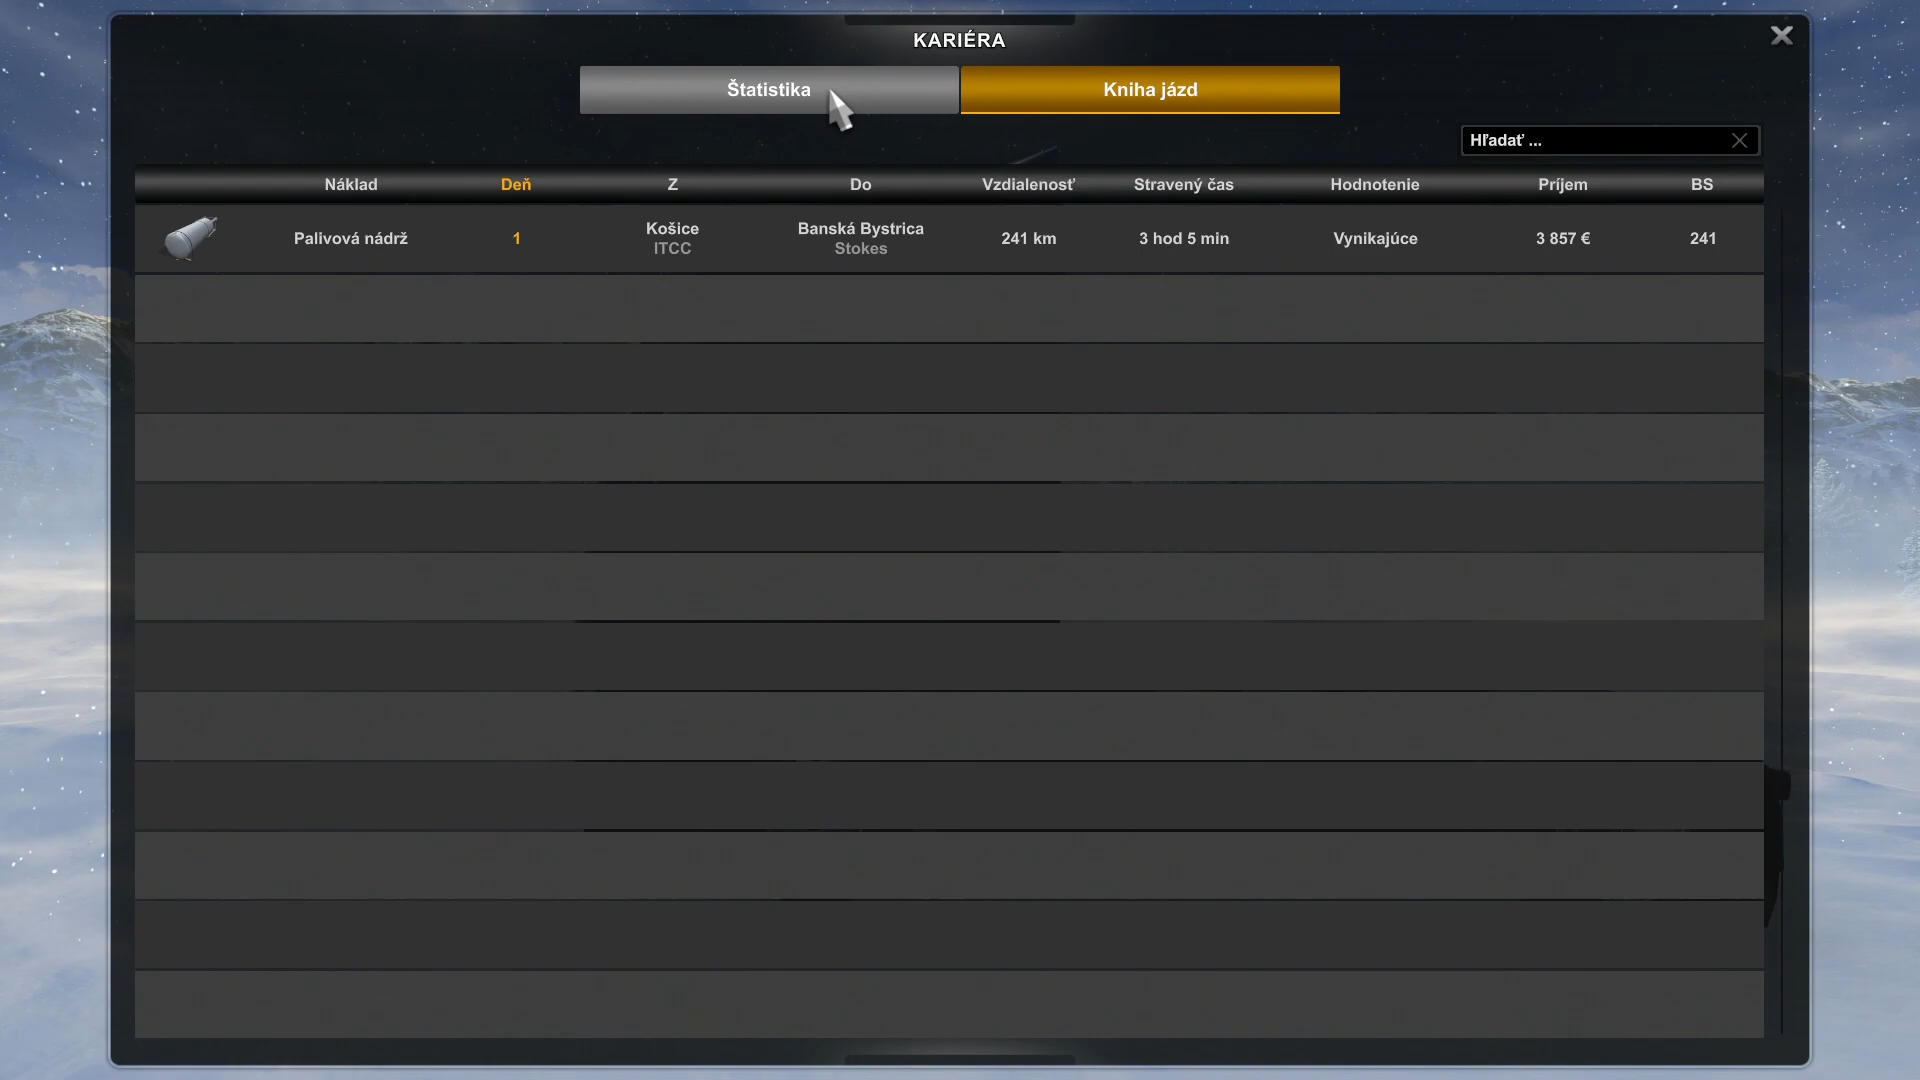 KARIÉRA
Štatistika
Kniha jázd
Hľadať ...
Náklad Deň Z Do Vzdialenosť Stravený čas Hodnotenie Príjem BS
Palivová nádrž 1 Košice Banská Bystrica 241 km 3 hod 5 min Vynikajúce 3 857 € 241
ITCC Stokes